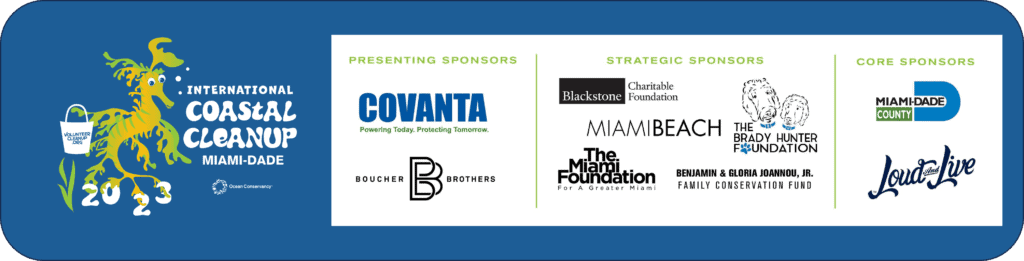 INTERNATIONAL
COASTAL
CLEANUP
MIAMI-DADE
VOLUNTEER
CLEANUP
.ORG
2023
Ocean Conservancy
PRESENTING SPONSORS
COVANTA
Powering Today. Protecting Tomorrow.
BOUCHER B BROTHERS
STRATEGIC SPONSORS
Blackstone Charitable
Foundation
MIAMIBEACH
THE
BRADY HUNTER
FOUNDATION
The
Miami
Foundation
For A Greater Miami
BENJAMIN & GLORIA JOANNOU, JR.
FAMILY CONSERVATION FUND
CORE SPONSORS
MIAMI-DADE
COUNTY
Loud And Live